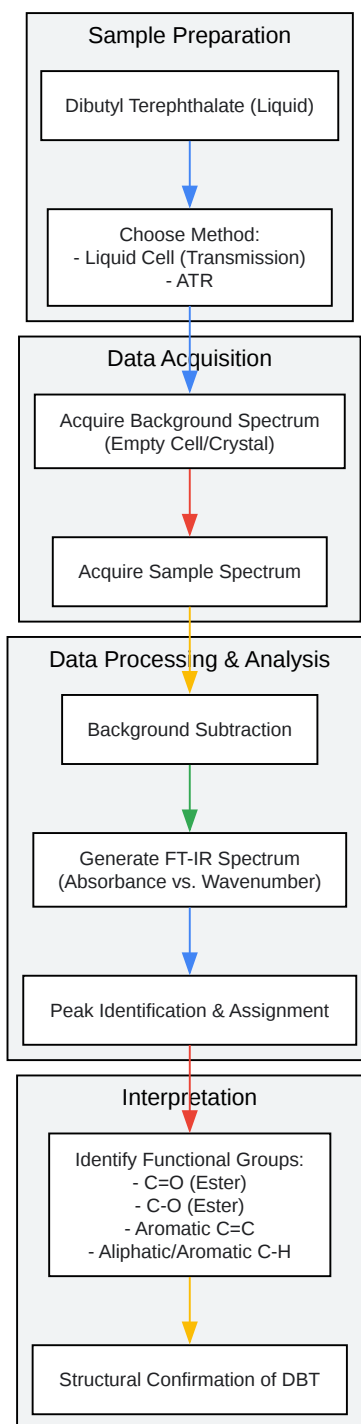 Sample Preparation
Dibutyl Terephthalate (Liquid)
Choose Method:
- Liquid Cell (Transmission)
- ATR
Data Acquisition
Acquire Background Spectrum
(Empty Cell/Crystal)
Acquire Sample Spectrum
Data Processing & Analysis
Background Subtraction
Generate FT-IR Spectrum
(Absorbance vs. Wavenumber)
Peak Identification & Assignment
Interpretation
Identify Functional Groups:
- C=O (Ester)
- C-O (Ester)
- Aromatic C=C
- Aliphatic/Aromatic C-H
Structural Confirmation of DBT